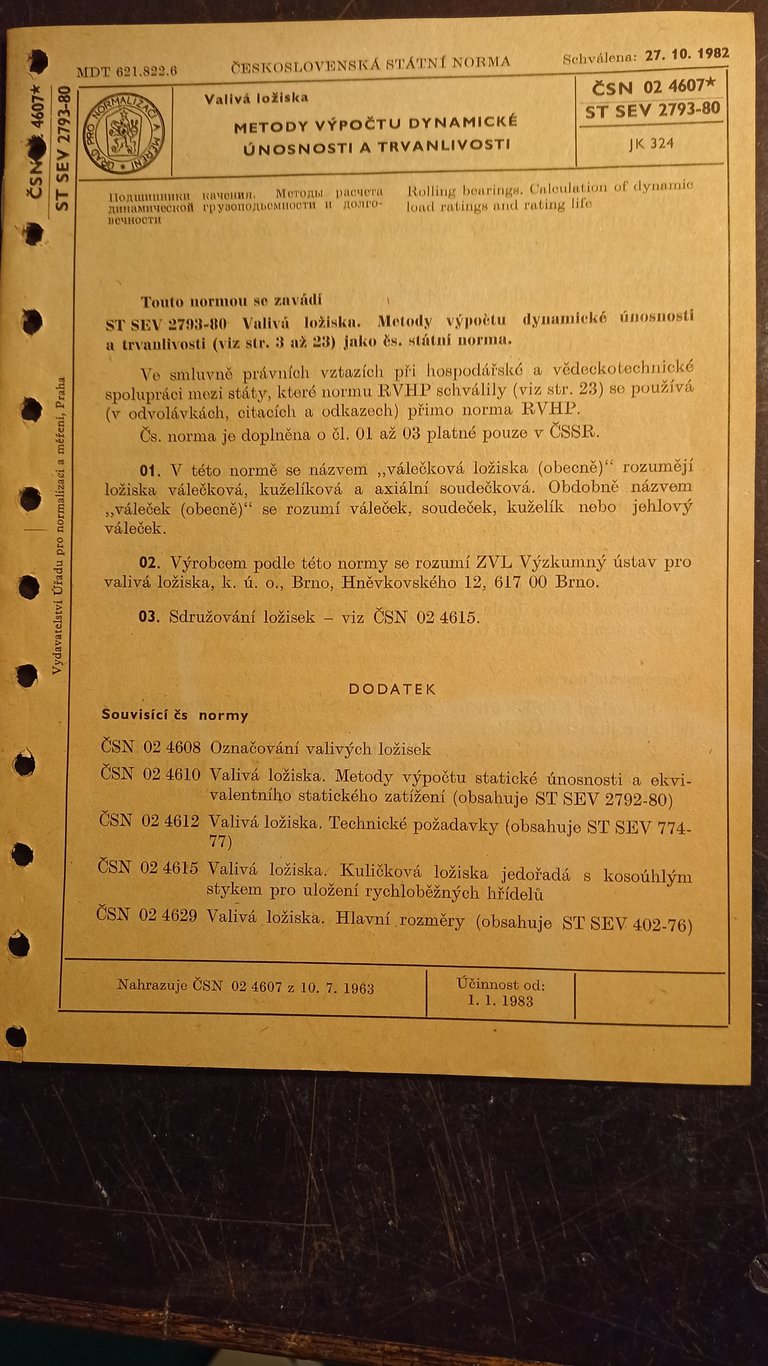 MDT 621.822.6
ČESKOSLOVENSKÁ STÁTNÍ NORMA
Schválena: 27. 10. 1982
ÚŘAD PRO NORMALIZACI A MĚŘENÍ
Valivá ložiska
METODY VÝPOČTU DYNAMICKÉ
ÚNOSNOSTI A TRVANLIVOSTI
ČSN 02 4607*
ST SEV 2793-80
JK 324
ČSN 4607*
ST SEV 2793-80
Подшипники качения. Методы расчета
динамической грузоподъемности и долго-
вечности
Rolling bearings. Calculation of dynamic
load ratings and rating life
Touto normou se zavádí
ST SEV 2793-80 Valivá ložiska. Metody výpočtu dynamické únosnosti
a trvanlivosti (viz str. 3 až 23) jako čs. státní norma.
Ve smluvně právních vztazích při hospodářské a vědeckotechnické
spolupráci mezi státy, které normu RVHP schválily (viz str. 23) se používá
(v odvolávkách, citacích a odkazech) přímo norma RVHP.
Čs. norma je doplněna o čl. 01 až 03 platné pouze v ČSSR.
01. V této normě se názvem „válečková ložiska (obecně)“ rozumějí
ložiska válečková, kuželíková a axiální soudečková. Obdobně názvem
„váleček (obecně)“ se rozumí váleček, soudeček, kuželík nebo jehlový
váleček.
02. Výrobcem podle této normy se rozumí ZVL Výzkumný ústav pro
valivá ložiska, k. ú. o., Brno, Hněvkovského 12, 617 00 Brno.
03. Sdružování ložisek – viz ČSN 02 4615.
Vydavatelství Úřadu pro normalizaci a měření, Praha
DODATEK
Souvisící čs normy
ČSN 02 4608 Označování valivých ložisek
ČSN 02 4610 Valivá ložiska. Metody výpočtu statické únosnosti a ekvi-
valentního statického zatížení (obsahuje ST SEV 2792-80)
ČSN 02 4612 Valivá ložiska. Technické požadavky (obsahuje ST SEV 774-
77)
ČSN 02 4615 Valivá ložiska. Kuličková ložiska jedořadá s kosoúhlým
stykem pro uložení rychloběžných hřídelů
ČSN 02 4629 Valivá ložiska. Hlavní rozměry (obsahuje ST SEV 402-76)
Nahrazuje ČSN 02 4607 z 10. 7. 1963
Účinnost od:
1. 1. 1983